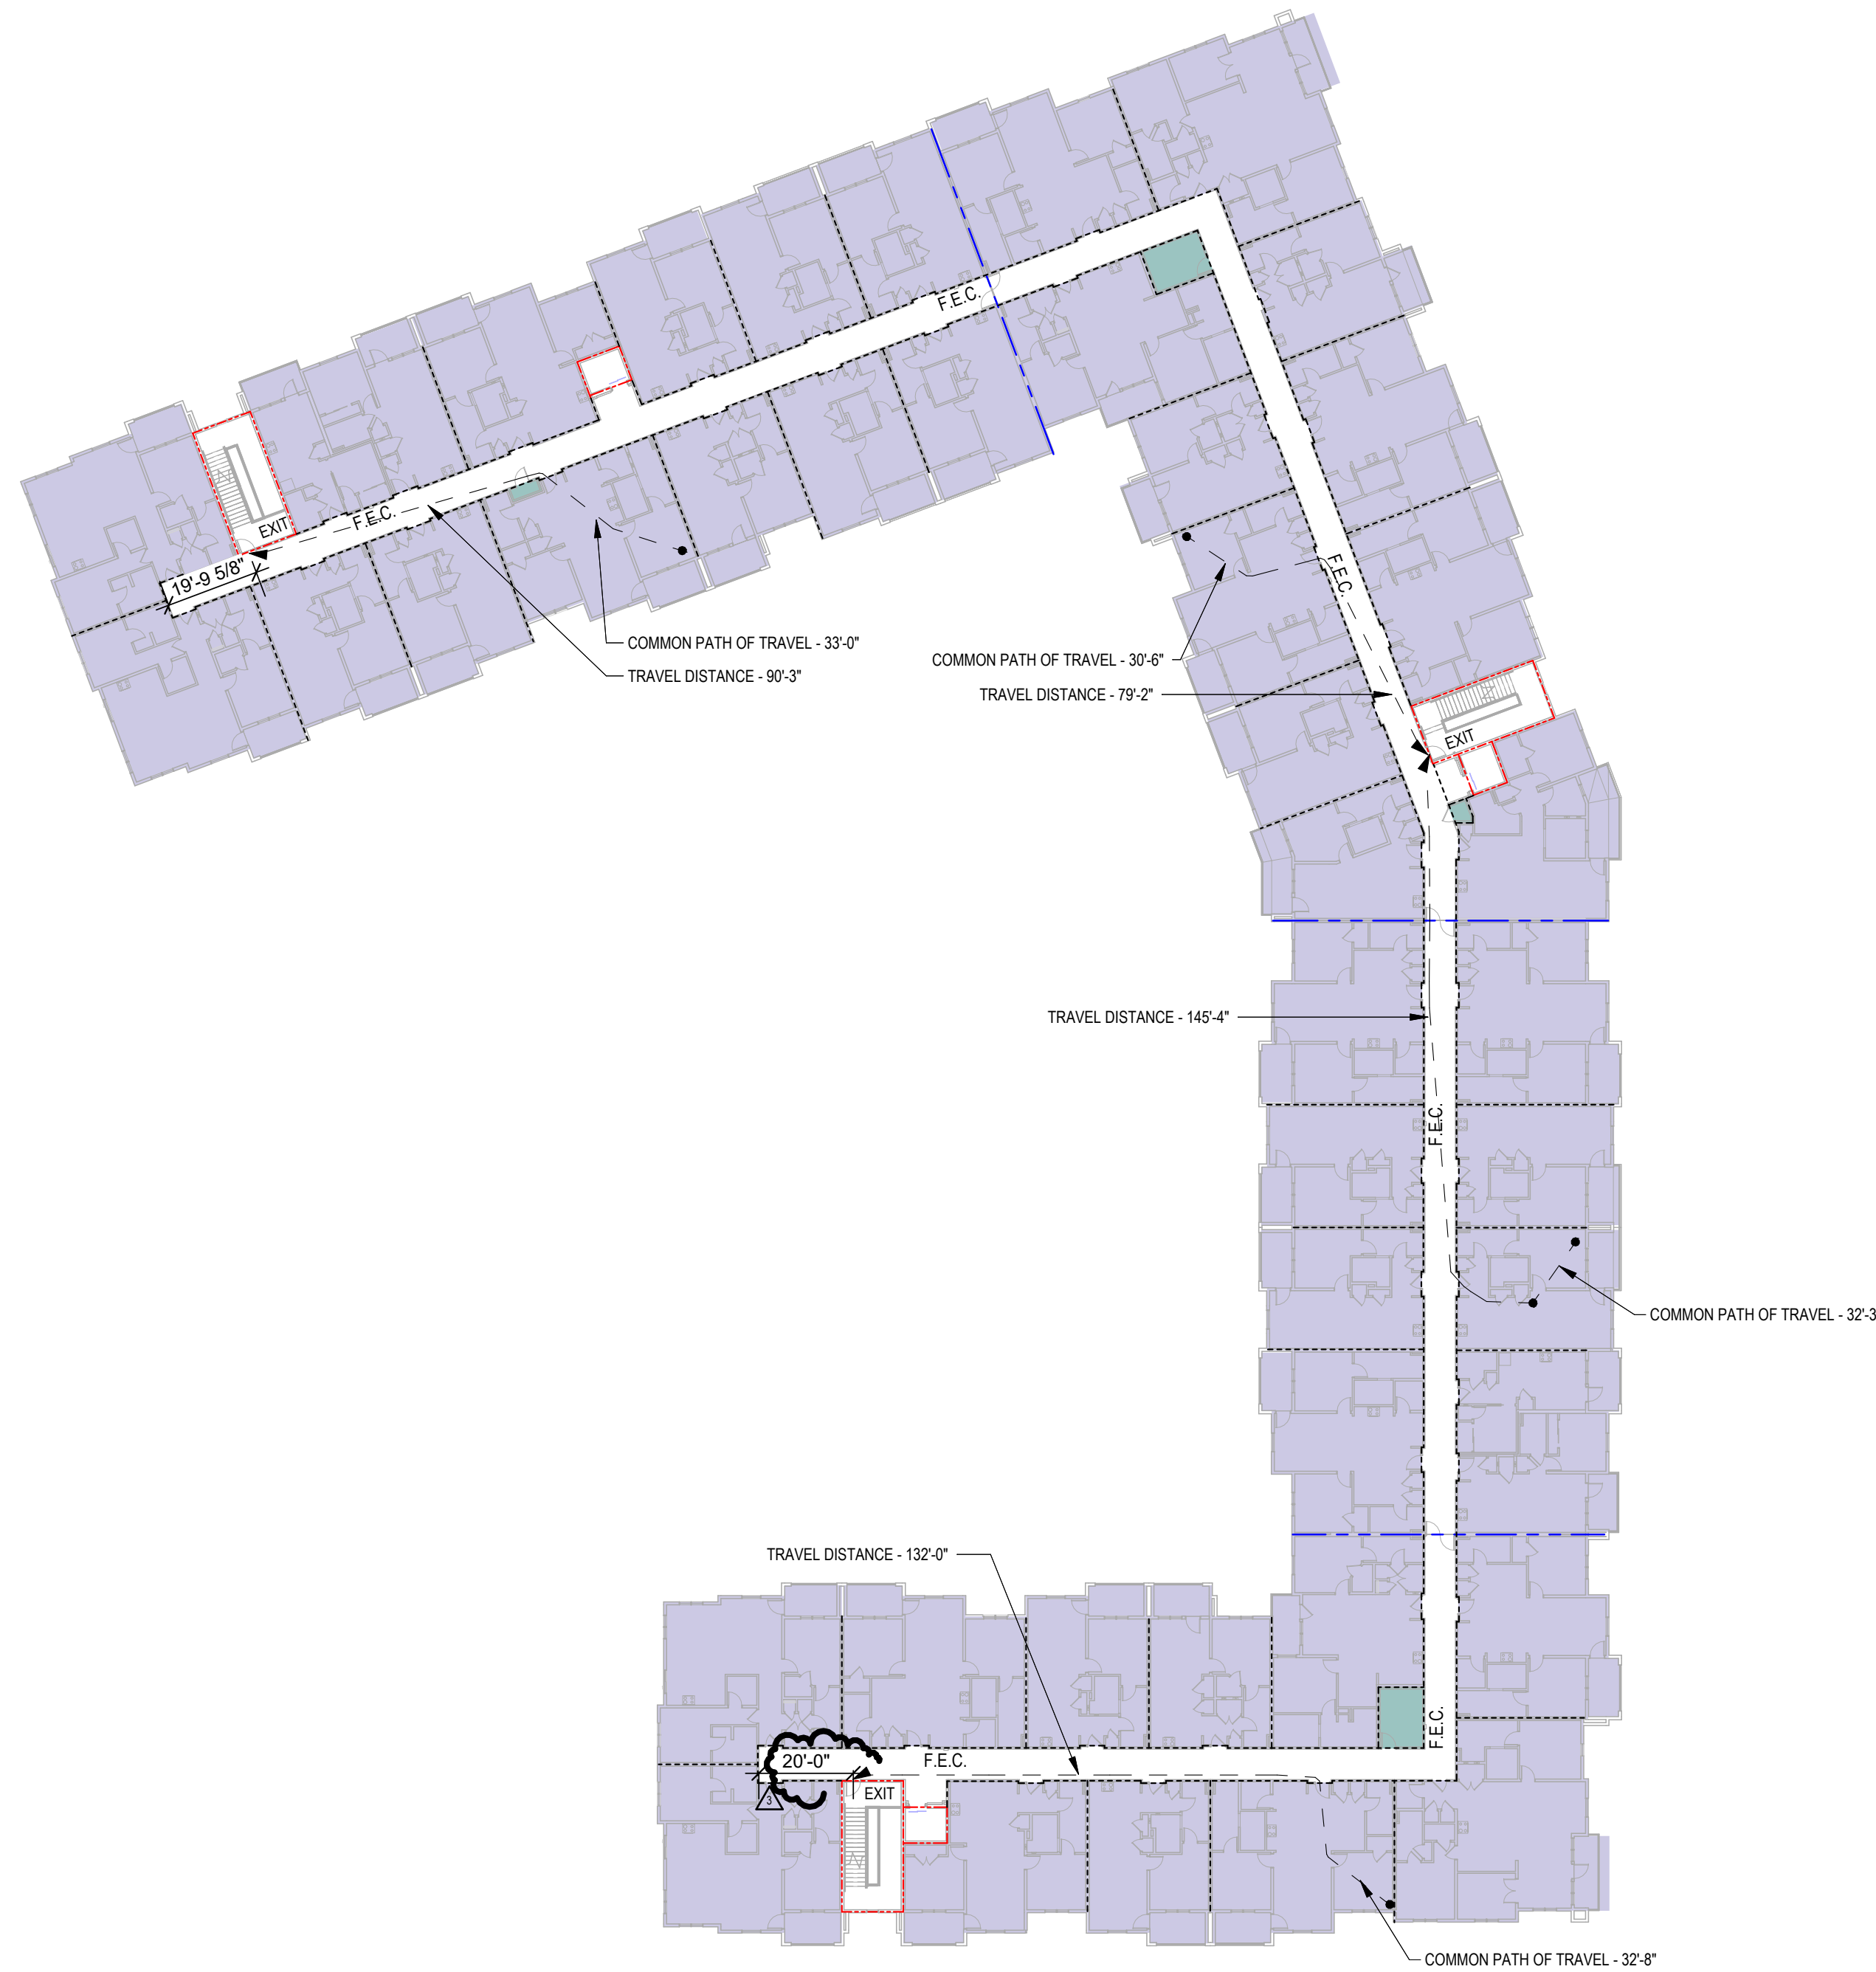 F.E.C.
EXIT
F.E.C.
19'-9 5/8"
COMMON PATH OF TRAVEL - 33'-0"
TRAVEL DISTANCE - 90'-3"
F.E.C.
COMMON PATH OF TRAVEL - 30'-6"
TRAVEL DISTANCE - 79'-2"
EXIT
TRAVEL DISTANCE - 145'-4"
F.E.C.
COMMON PATH OF TRAVEL - 32'-3
TRAVEL DISTANCE - 132'-0"
F.E.C.
20'-0"
F.E.C.
EXIT
3
COMMON PATH OF TRAVEL - 32'-8"